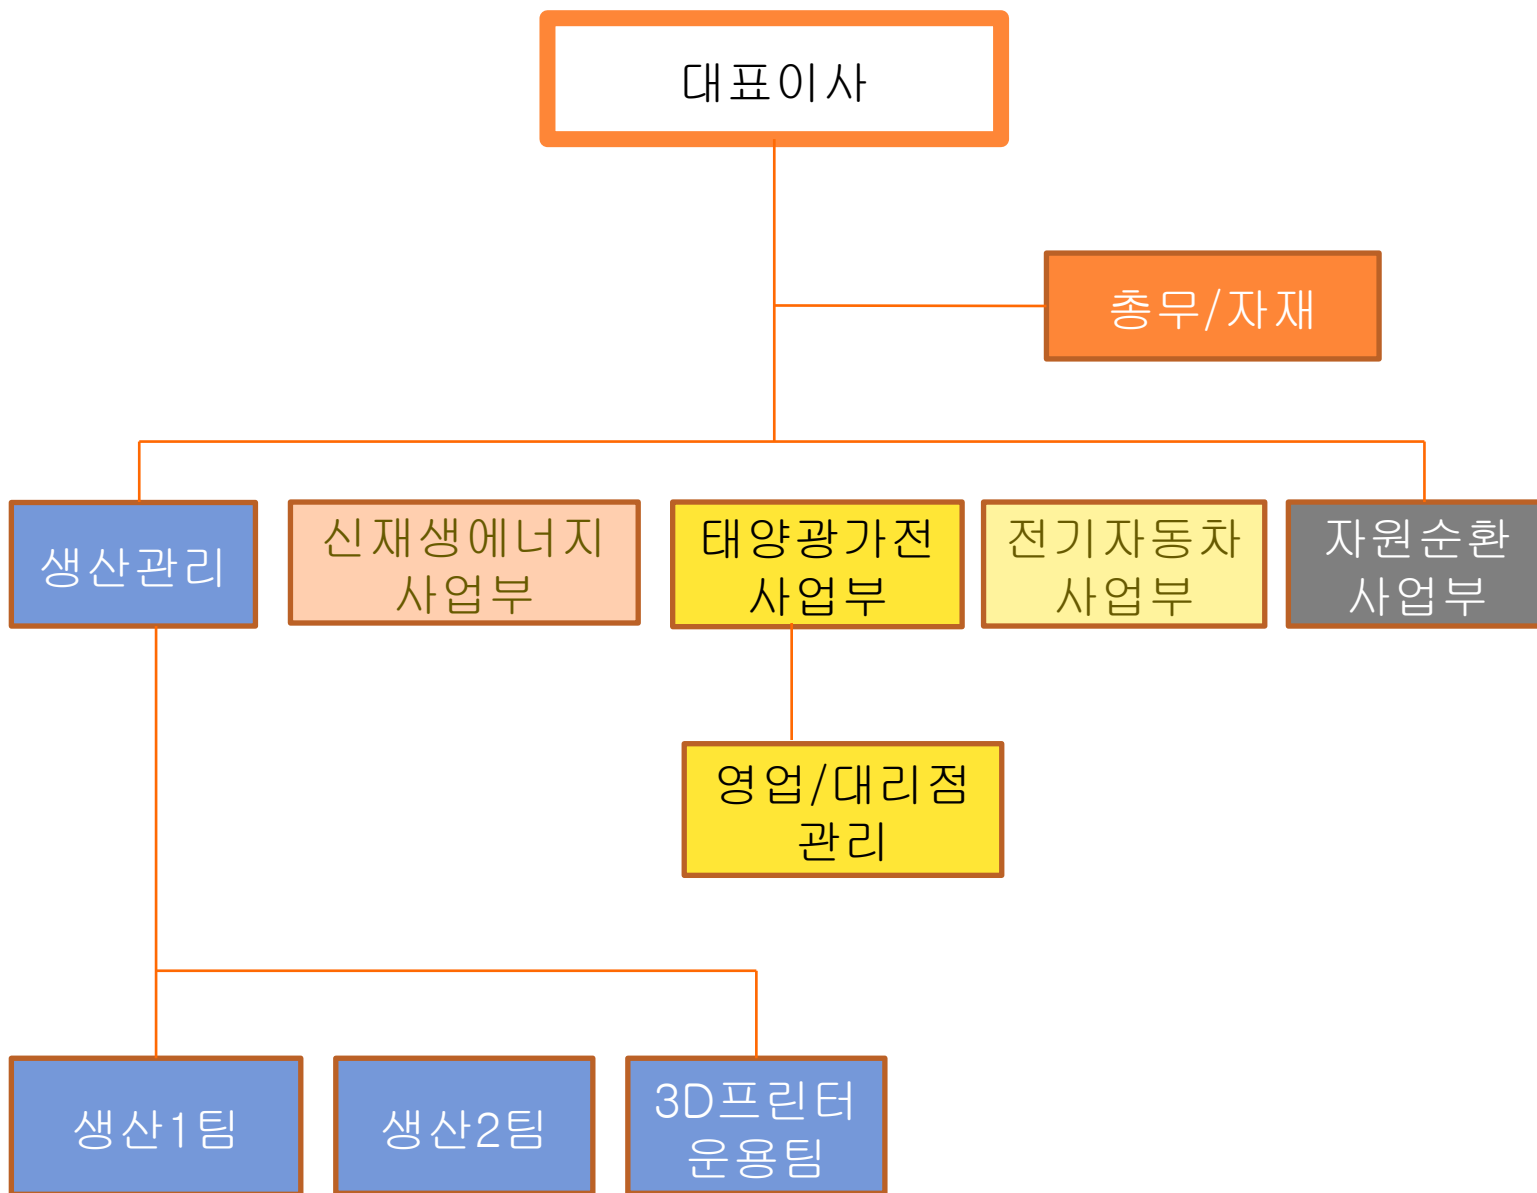 대표이사
총무/자재
생산관리
신재생에너지
사업부
태양광가전
사업부
전기자동차
사업부
자원순환
사업부
영업/대리점
관리
생산1팀
생산2팀
3D프린터
운용팀